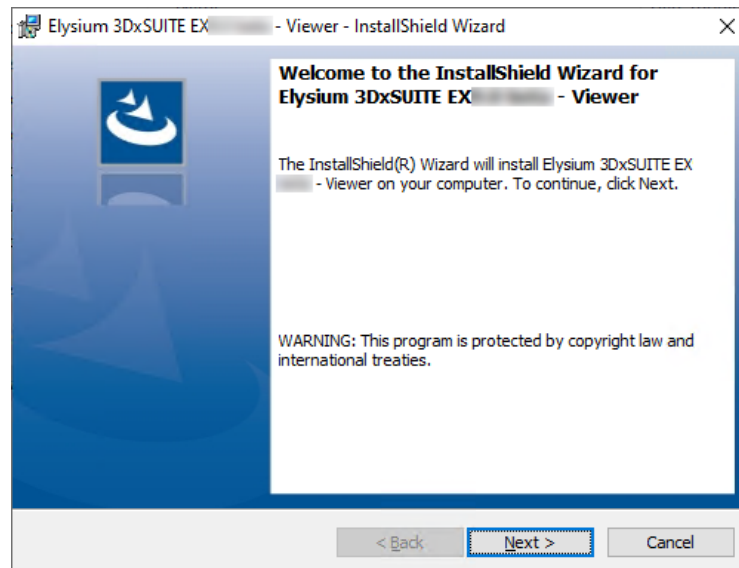 Elysium 3DxSUITE EX - Viewer - InstallShield Wizard
Welcome to the InstallShield Wizard for
Elysium 3DxSUITE EX - Viewer
The InstallShield(R) Wizard will install Elysium 3DxSUITE EX
- Viewer on your computer. To continue, click Next.
WARNING: This program is protected by copyright law and
international treaties.
< Back Next > Cancel